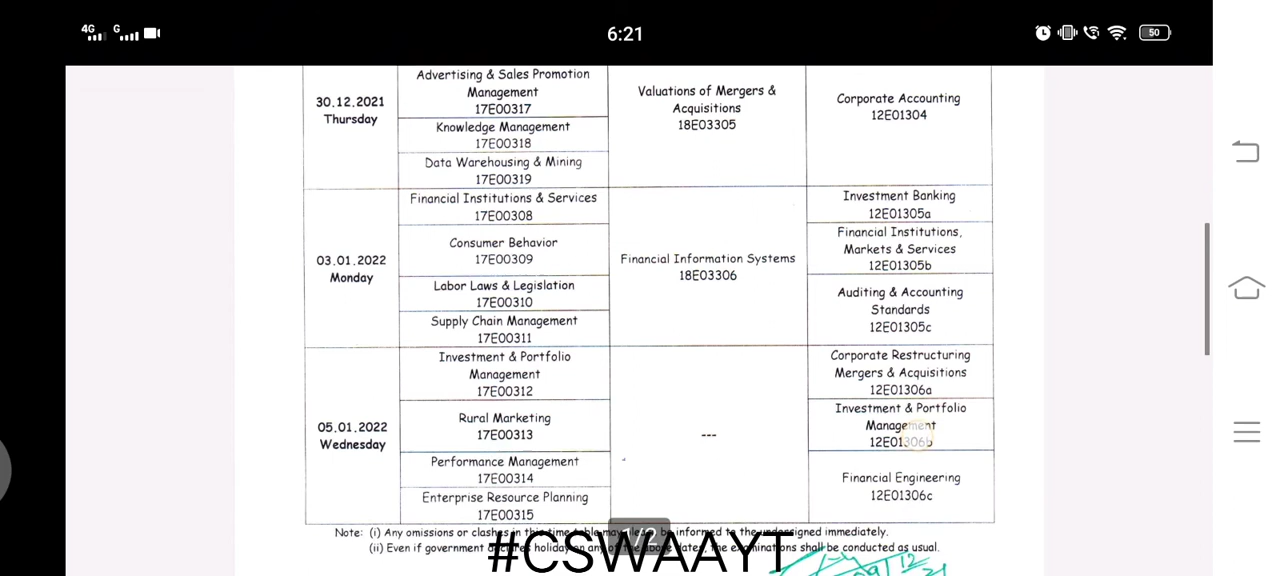 4G G 6:21 50
Advertising & Sales Promotion
Management
17E00317
Knowledge Management
17E00318
Data Warehousing & Mining
17E00319
30.12.2021
Thursday
Valuations of Mergers &
Acquisitions
18E03305
Corporate Accounting
12E01304
03.01.2022
Monday
Financial Institutions & Services
17E00308
Consumer Behavior
17E00309
Labor Laws & Legislation
17E00310
Supply Chain Management
17E00311
Financial Information Systems
18E03306
Investment Banking
12E01305a
Financial Institutions,
Markets & Services
12E01305b
Auditing & Accounting
Standards
12E01305c
05.01.2022
Wednesday
Investment & Portfolio
Management
17E00312
Rural Marketing
17E00313
Performance Management
17E00314
Enterprise Resource Planning
17E00315
---
Corporate Restructuring
Mergers & Acquisitions
12E01306a
Investment & Portfolio
Management
12E01306b
Financial Engineering
12E01306c
Note: (i) Any omissions or clashes in this time table may be informed to the undersigned immediately.
(ii) Even if government declares holiday on any of the above dates, the examinations shall be conducted as usual.
1/2
#CSWAAYT